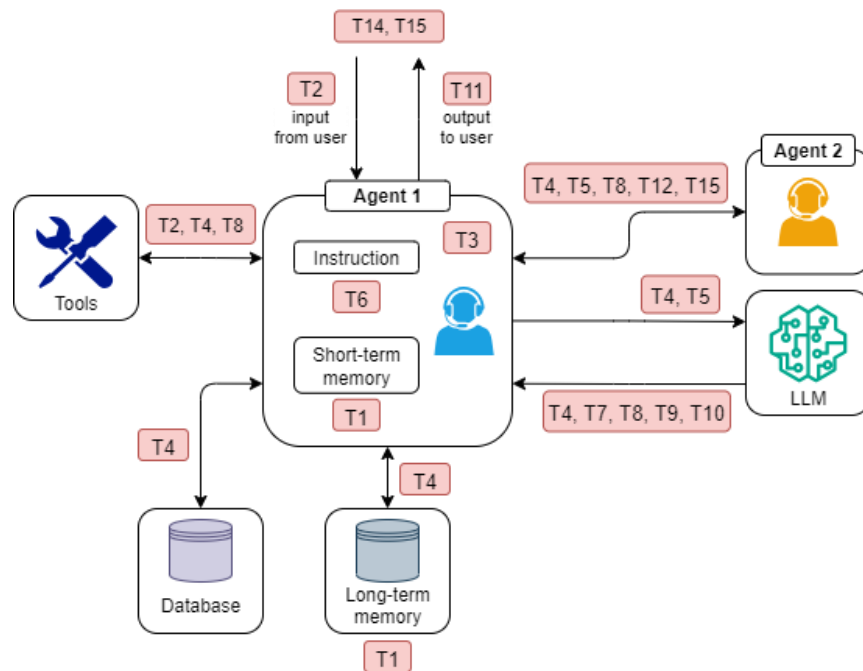 T14, T15
T2
input
from user
T11
output
to user
Agent 1
Agent 2
T4, T5, T8, T12, T15
T3
T2, T4, T8
Instruction
T6
Tools
T4, T5
Short-term
memory
T1
LLM
T4, T7, T8, T9, T10
T4
T4
Database
Long-term
memory
T1